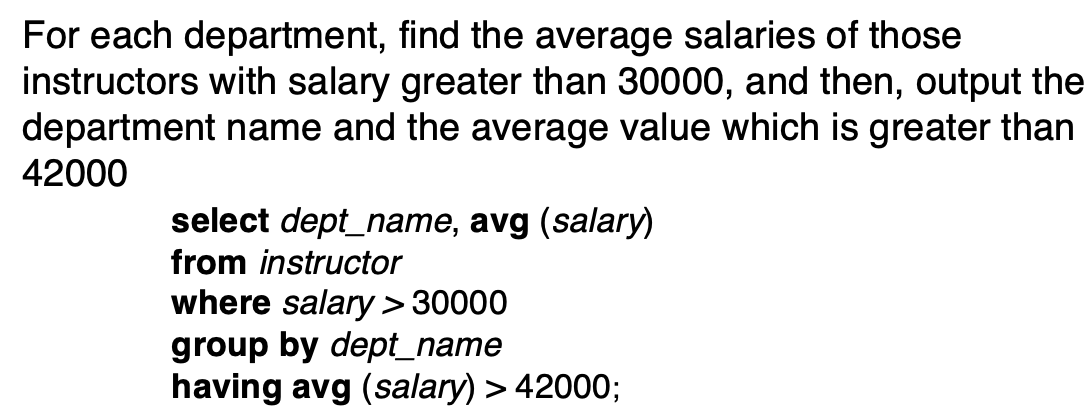 For each department, find the average salaries of those
instructors with salary greater than 30000, and then, output the
department name and the average value which is greater than
42000
select dept_name, avg (salary)
from instructor
where salary > 30000
group by dept_name
having avg (salary) > 42000;